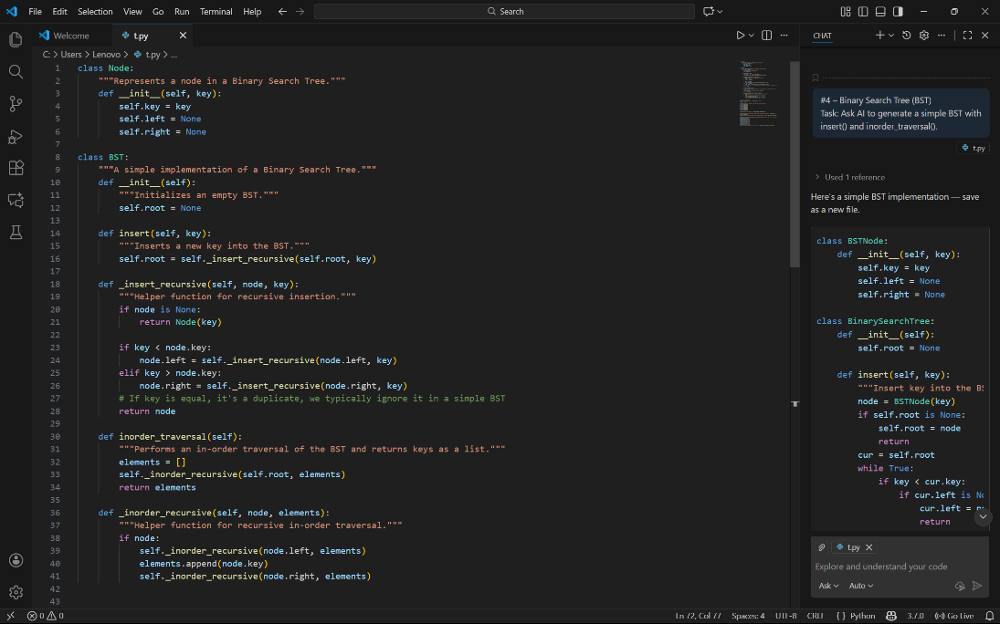 File Edit Selection View Go Run Terminal Help
Search
Welcome
t.py
C: > Users > Lenovo > t.py > ...
1 class Node:
2 """Represents a node in a Binary Search Tree."""
3 def __init__(self, key):
4 self.key = key
5 self.left = None
6 self.right = None
7
8 class BST:
9 """A simple implementation of a Binary Search Tree."""
10 def __init__(self):
11 """Initializes an empty BST."""
12 self.root = None
13
14 def insert(self, key):
15 """Inserts a new key into the BST."""
16 self.root = self._insert_recursive(self.root, key)
17
18 def _insert_recursive(self, node, key):
19 """Helper function for recursive insertion."""
20 if node is None:
21 return Node(key)
22
23 if key < node.key:
24 node.left = self._insert_recursive(node.left, key)
25 elif key > node.key:
26 node.right = self._insert_recursive(node.right, key)
27 # If key is equal, it's a duplicate, we typically ignore it in a simple BST
28 return node
29
30 def inorder_traversal(self):
31 """Performs an in-order traversal of the BST and returns keys as a list."""
32 elements = []
33 self._inorder_recursive(self.root, elements)
34 return elements
35
36 def _inorder_recursive(self, node, elements):
37 """Helper function for recursive in-order traversal."""
38 if node:
39 self._inorder_recursive(node.left, elements)
40 elements.append(node.key)
41 self._inorder_recursive(node.right, elements)
42
43
CHAT
#4 – Binary Search Tree (BST)
Task: Ask AI to generate a simple BST with
insert() and inorder_traversal().
t.py
Used 1 reference
Here's a simple BST implementation — save
as a new file.
class BSTNode:
def __init__(self, key):
self.key = key
self.left = None
self.right = None
class BinarySearchTree:
def __init__(self):
self.root = None
def insert(self, key):
"""Insert key into the BS
node = BSTNode(key)
if self.root is None:
self.root = node
return
cur = self.root
while True:
if key < cur.key:
if cur.left is No
cur.left = n
return
t.py
Explore and understand your code
Ask
Auto
0 0
Ln 72, Col 77 Spaces: 4 UTF-8 CRLF { } Python 3.7.0 Go Live